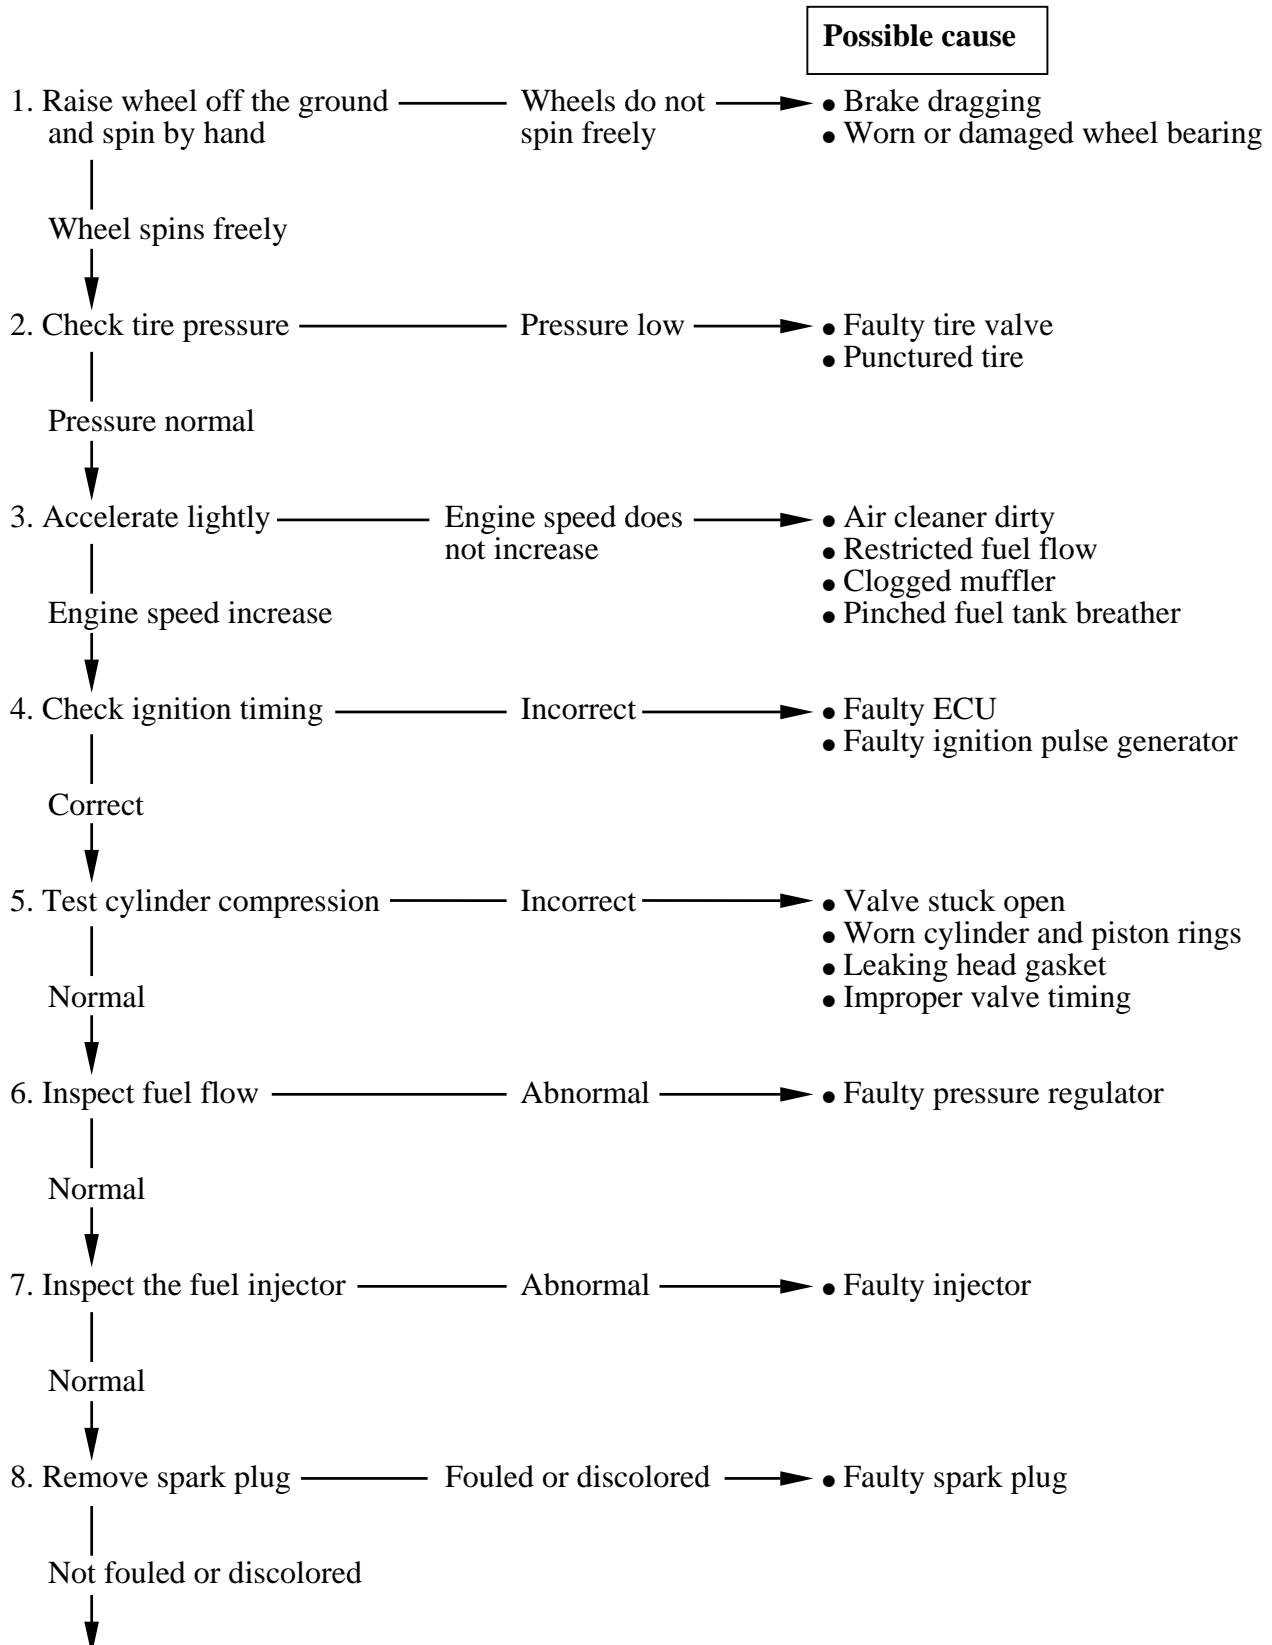 Possible cause
1. Raise wheel off the ground Wheels do not ● Brake dragging
and spin by hand spin freely ● Worn or damaged wheel bearing
Wheel spins freely
2. Check tire pressure Pressure low ● Faulty tire valve
● Punctured tire
Pressure normal
3. Accelerate lightly Engine speed does ● Air cleaner dirty
not increase ● Restricted fuel flow
● Clogged muffler
Engine speed increase ● Pinched fuel tank breather
4. Check ignition timing Incorrect ● Faulty ECU
● Faulty ignition pulse generator
Correct
5. Test cylinder compression Incorrect ● Valve stuck open
● Worn cylinder and piston rings
● Leaking head gasket
Normal ● Improper valve timing
6. Inspect fuel flow Abnormal ● Faulty pressure regulator
Normal
7. Inspect the fuel injector Abnormal ● Faulty injector
Normal
8. Remove spark plug Fouled or discolored ● Faulty spark plug
Not fouled or discolored